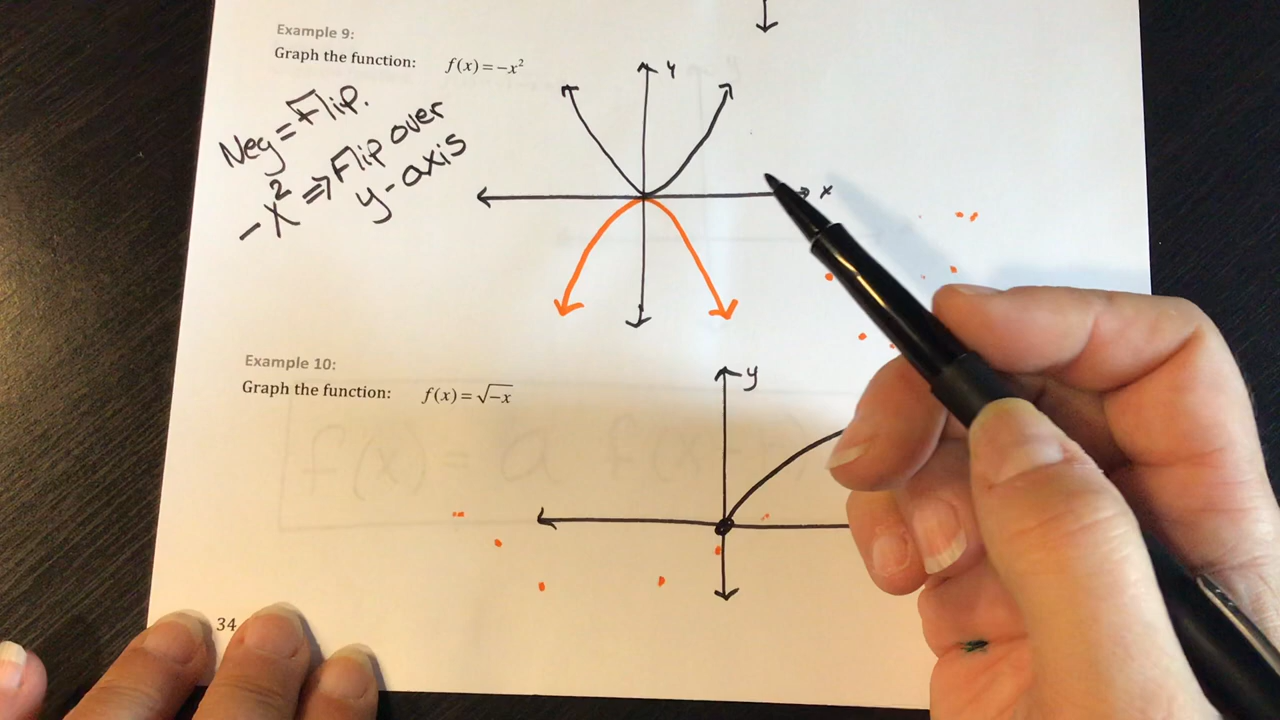 Example 9:
Graph the function: f(x) = −x²
y
Neg = Flip.
−x² ⇒ Flip over
y-axis
x
Example 10:
Graph the function: f(x) = √−x
y
34